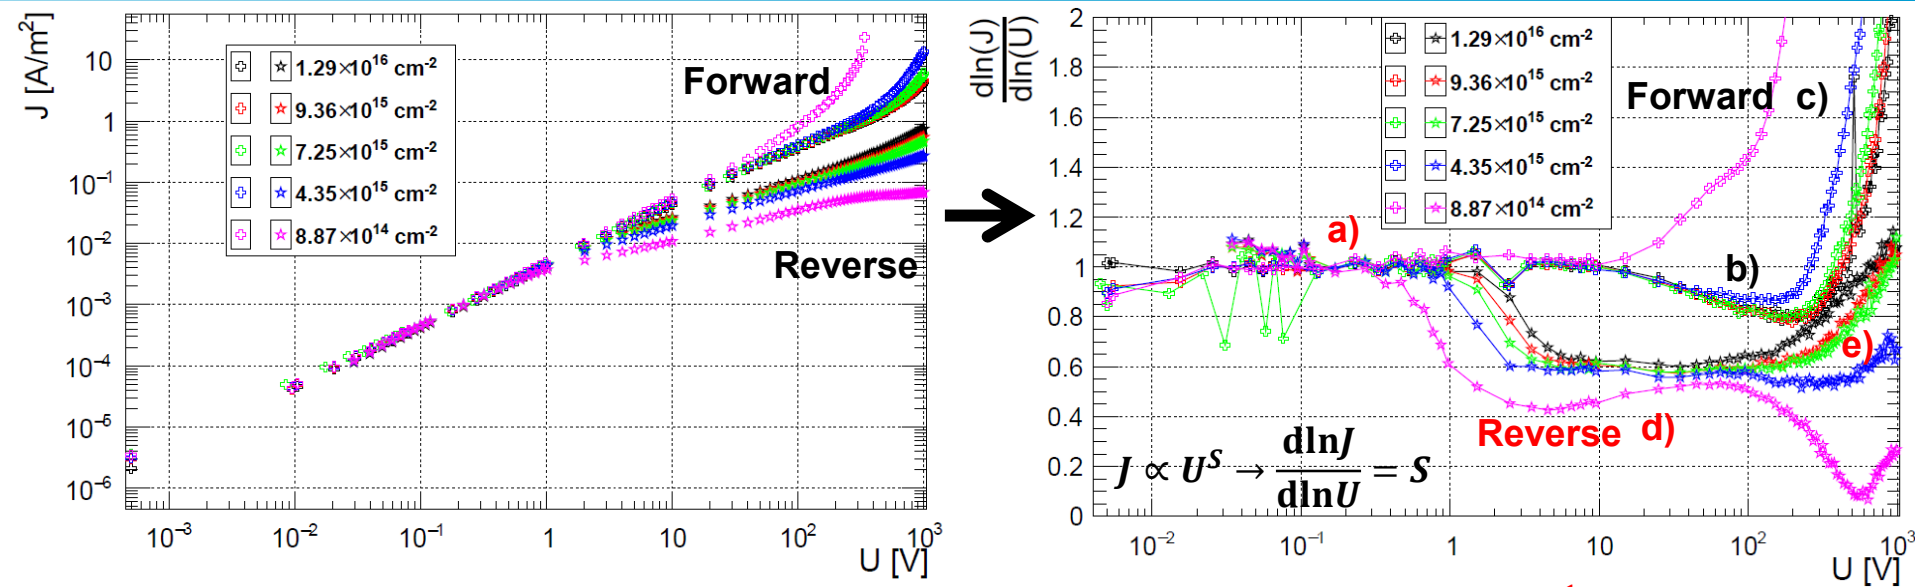 J [A/m²]
10
1
10⁻¹
10⁻²
10⁻³
10⁻⁴
10⁻⁵
10⁻⁶
1.29×10¹⁶ cm⁻²
9.36×10¹⁵ cm⁻²
7.25×10¹⁵ cm⁻²
4.35×10¹⁵ cm⁻²
8.87×10¹⁴ cm⁻²
Forward
Reverse
10⁻³ 10⁻² 10⁻¹ 1 10 10² 10³
U [V]
dln(J)
dln(U)
2
1.8
1.6
1.4
1.2
1
0.8
0.6
0.4
0.2
0
1.29×10¹⁶ cm⁻²
9.36×10¹⁵ cm⁻²
7.25×10¹⁵ cm⁻²
4.35×10¹⁵ cm⁻²
8.87×10¹⁴ cm⁻²
Forward c)
a)
b)
e)
Reverse d)
J ∝ U^S → dlnJ/dlnU = S
10⁻² 10⁻¹ 1 10 10² 10³
U [V]